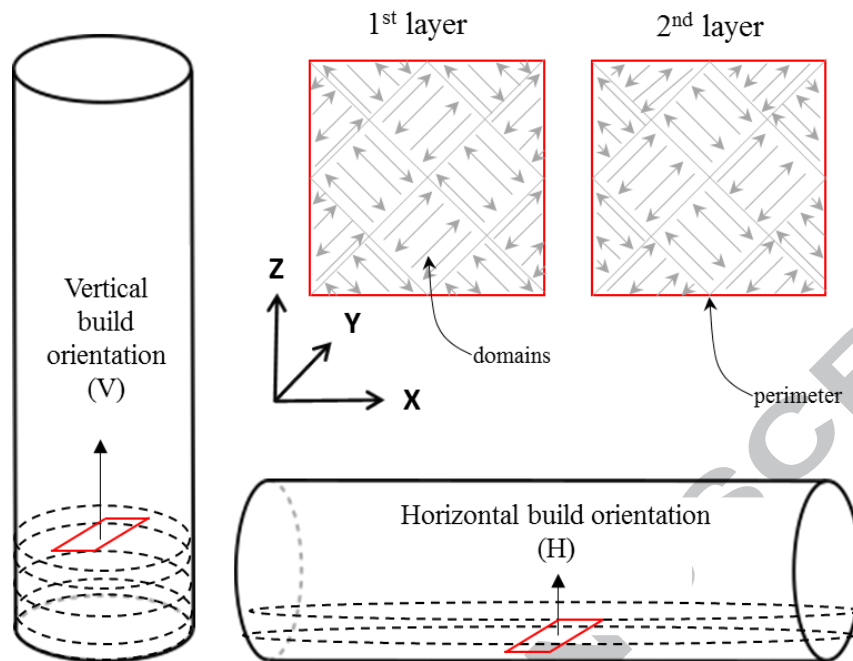 1st layer
2nd layer
Vertical
build
orientation
(V)
Z
Y
X
domains
perimeter
Horizontal build orientation
(H)